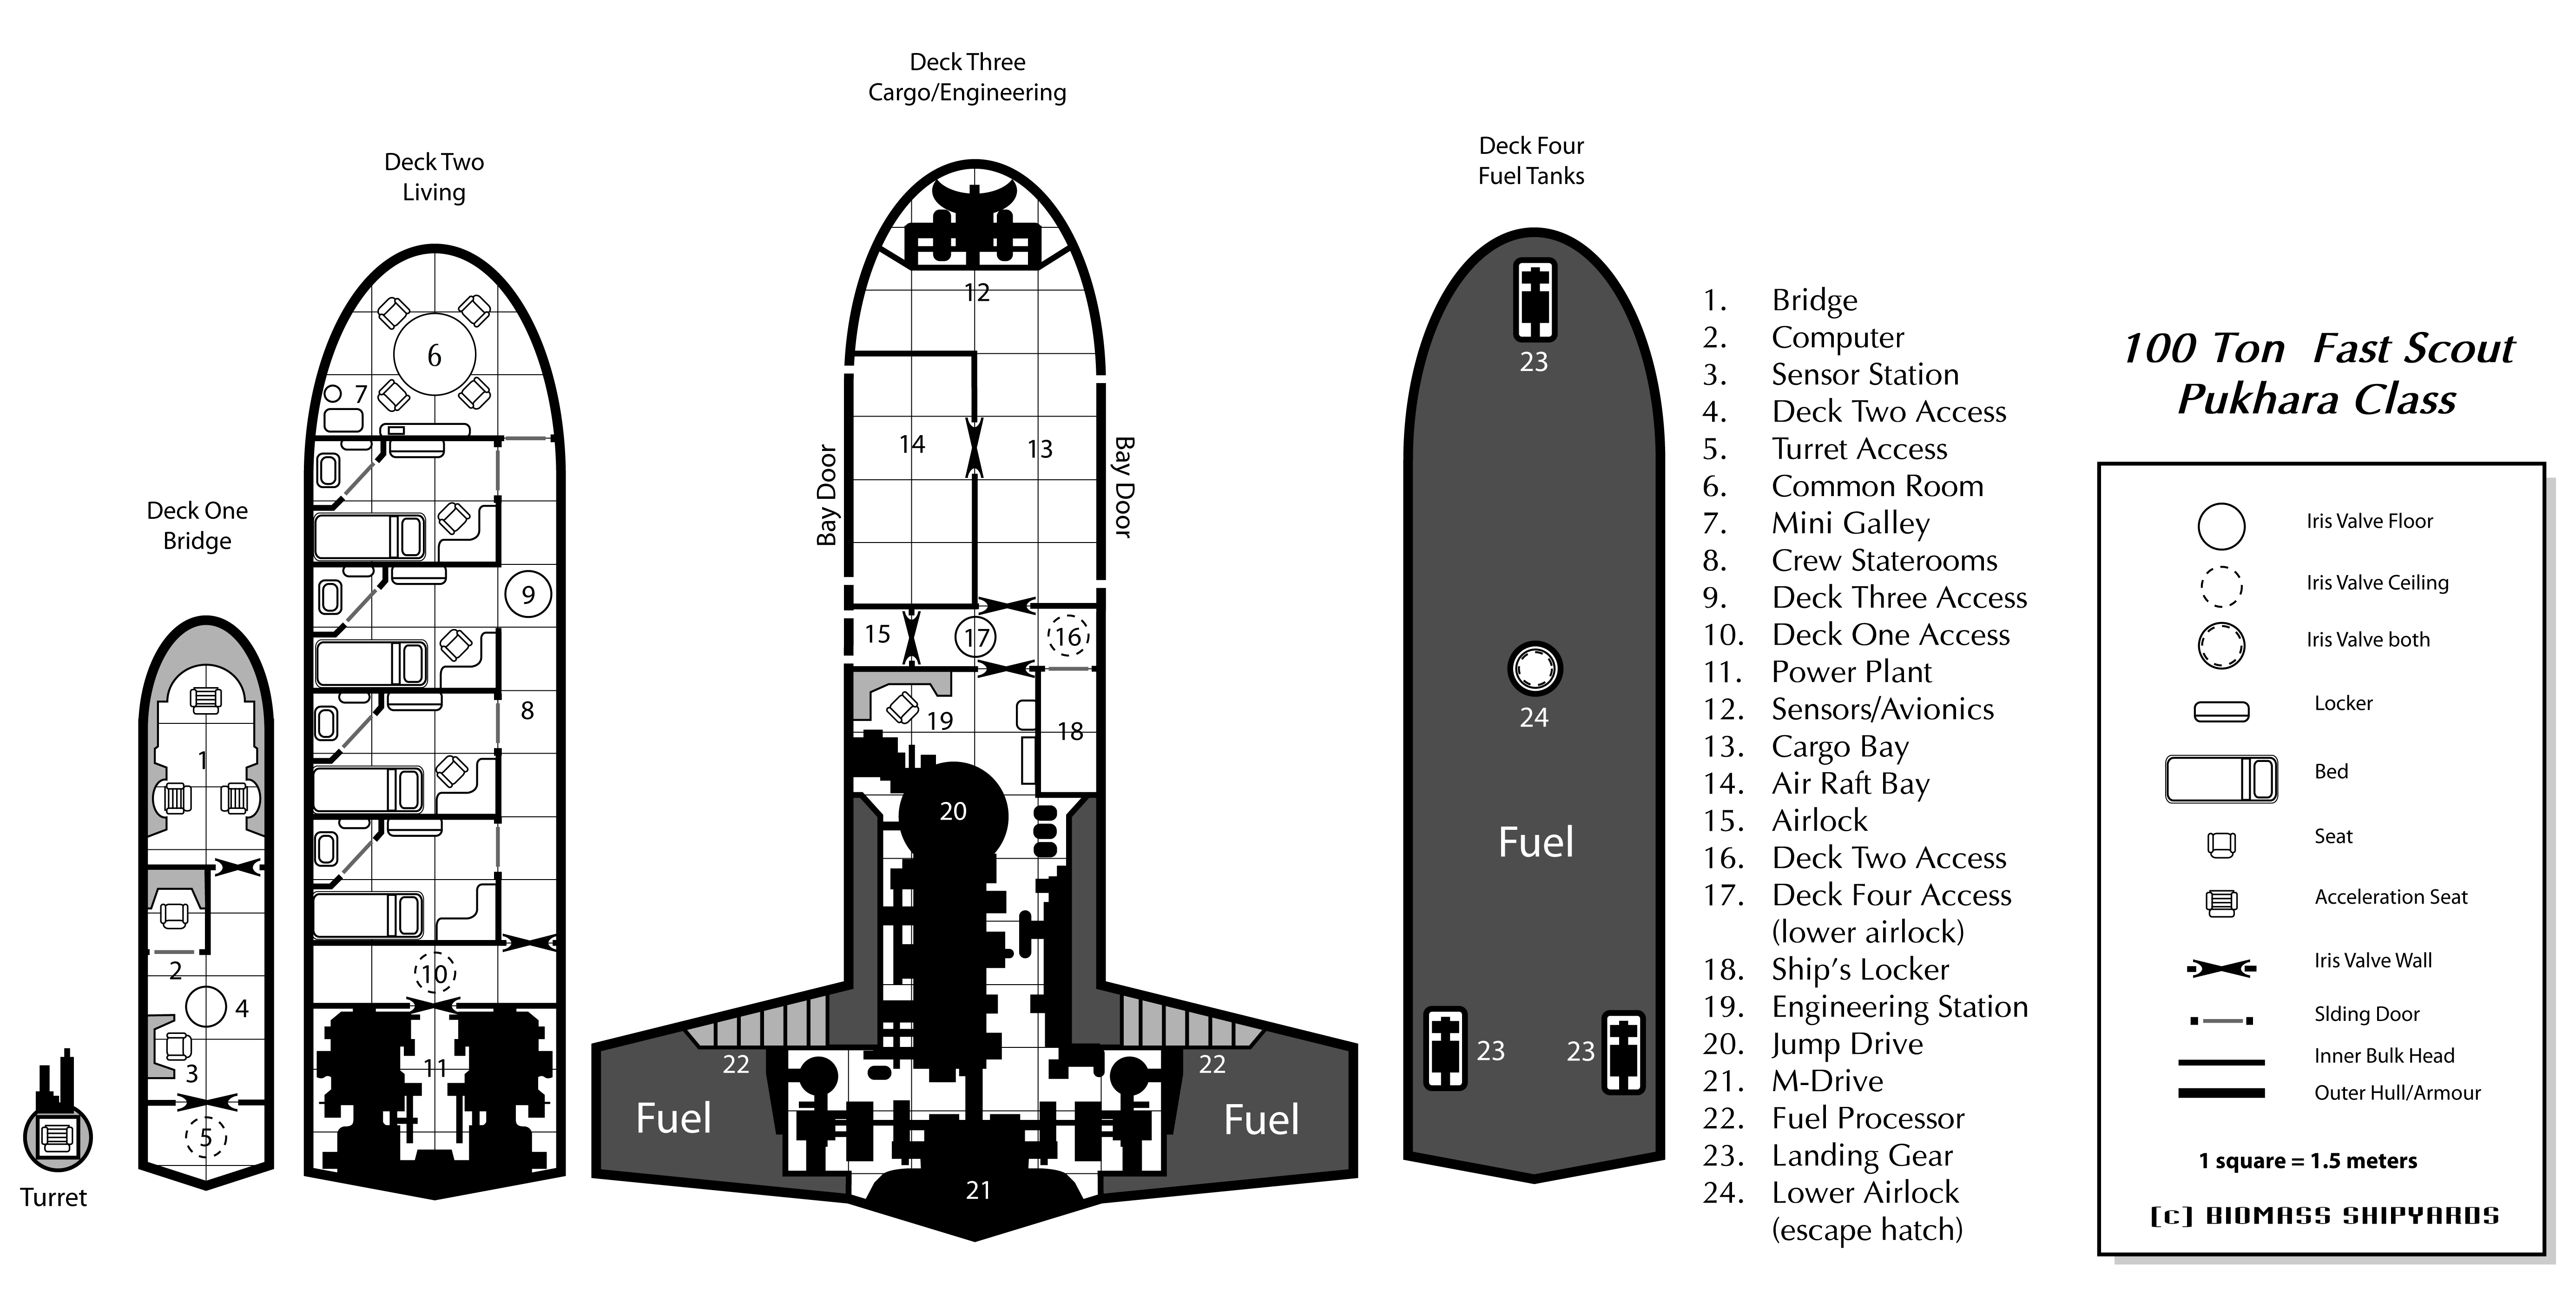 Deck Three
Cargo/Engineering
Deck Two
Living
Deck Four
Fuel Tanks
Deck One
Bridge
Turret
1
2
3
4
5
6
7
8
9
10
11
12
13
14
Bay Door
Bay Door
15
16
17
18
19
20
21
22
22
Fuel
Fuel
23
24
Fuel
23
23
1. Bridge
2. Computer
3. Sensor Station
4. Deck Two Access
5. Turret Access
6. Common Room
7. Mini Galley
8. Crew Staterooms
9. Deck Three Access
10. Deck One Access
11. Power Plant
12. Sensors/Avionics
13. Cargo Bay
14. Air Raft Bay
15. Airlock
16. Deck Two Access
17. Deck Four Access
(lower airlock)
18. Ship's Locker
19. Engineering Station
20. Jump Drive
21. M-Drive
22. Fuel Processor
23. Landing Gear
24. Lower Airlock
(escape hatch)
100 Ton Fast Scout
Pukhara Class
Iris Valve Floor
Iris Valve Ceiling
Iris Valve both
Locker
Bed
Seat
Acceleration Seat
Iris Valve Wall
Slding Door
Inner Bulk Head
Outer Hull/Armour
1 square = 1.5 meters
[c] BIOMASS SHIPYARDS